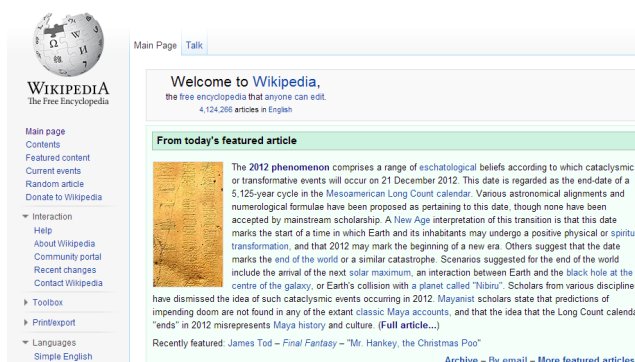 WIKIPEDIA
The Free Encyclopedia
Main page
Contents
Featured content
Current events
Random article
Donate to Wikipedia
Interaction
Help
About Wikipedia
Community portal
Recent changes
Contact Wikipedia
Toolbox
Print/export
Languages
Simple English
Main Page Talk
Welcome to Wikipedia,
the free encyclopedia that anyone can edit.
4,124,266 articles in English
From today's featured article
The 2012 phenomenon comprises a range of eschatological beliefs according to which cataclysmic
or transformative events will occur on 21 December 2012. This date is regarded as the end-date of a
5,125-year cycle in the Mesoamerican Long Count calendar. Various astronomical alignments and
numerological formulae have been proposed as pertaining to this date, though none have been
accepted by mainstream scholarship. A New Age interpretation of this transition is that this date
marks the start of a time in which Earth and its inhabitants may undergo a positive physical or spiritu
transformation, and that 2012 may mark the beginning of a new era. Others suggest that the date
marks the end of the world or a similar catastrophe. Scenarios suggested for the end of the world
include the arrival of the next solar maximum, an interaction between Earth and the black hole at the
centre of the galaxy, or Earth's collision with a planet called "Nibiru". Scholars from various discipline
have dismissed the idea of such cataclysmic events occurring in 2012. Mayanist scholars state that predictions of
impending doom are not found in any of the extant classic Maya accounts, and that the idea that the Long Count calenda
"ends" in 2012 misrepresents Maya history and culture. (Full article...)
Recently featured: James Tod – Final Fantasy – "Mr. Hankey, the Christmas Poo"
Archive – By email – More featured articles